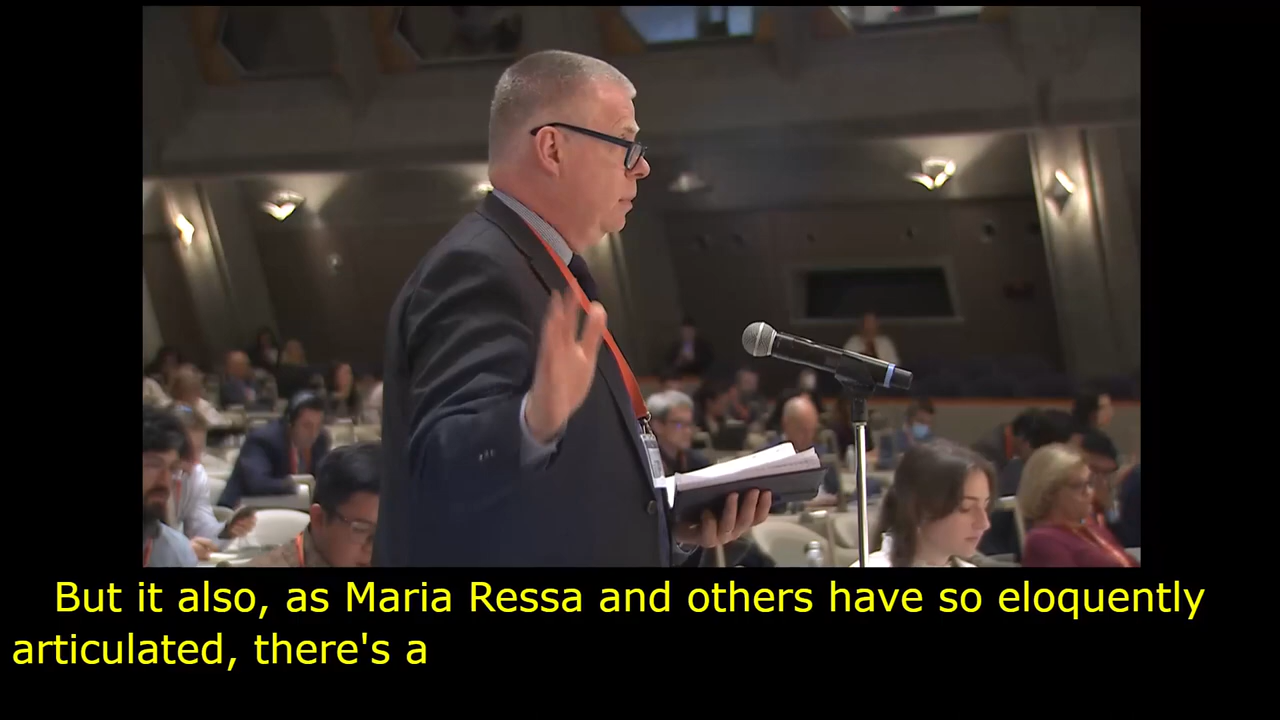 But it also, as Maria Ressa and others have so eloquently
articulated, there's a